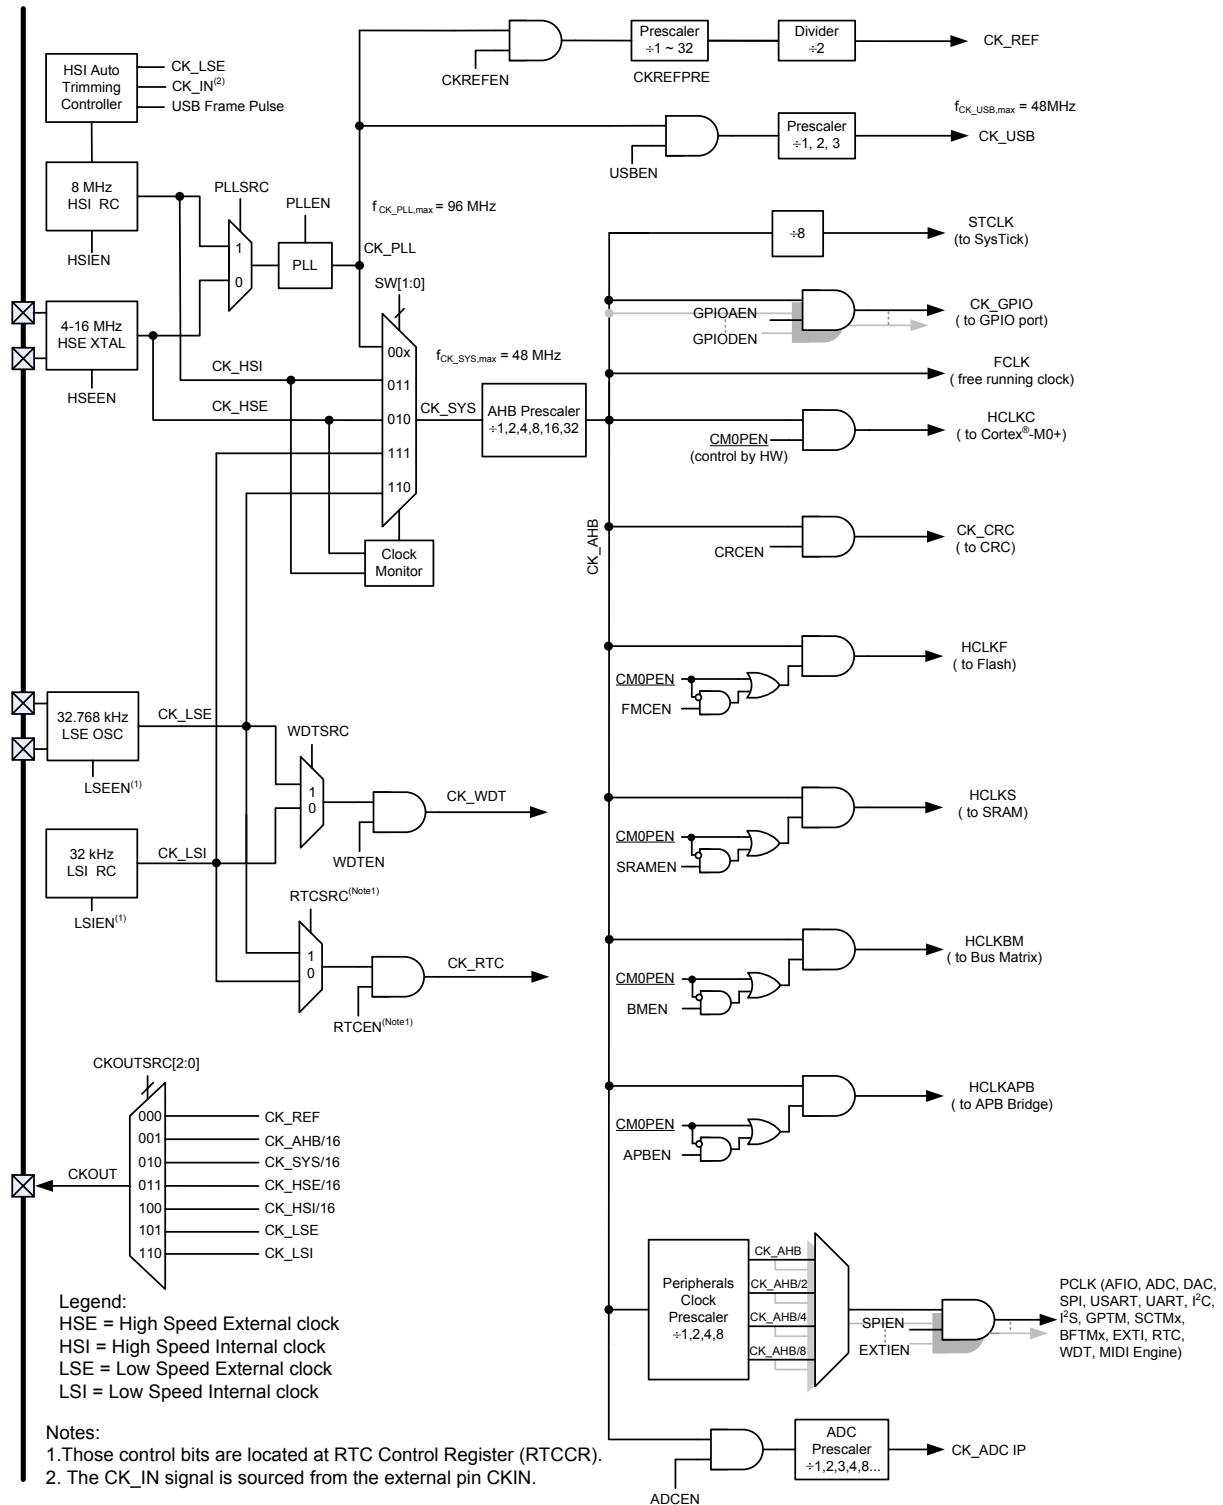 HSI Auto
Trimming
Controller
CK_LSE
CK_IN(2)
USB Frame Pulse
8 MHz
HSI RC
HSIEN
4-16 MHz
HSE XTAL
HSEEN
PLLSRC
1
0
PLLEN
PLL
f CK_PLL,max = 96 MHz
CK_PLL
CKREFEN
Prescaler
÷1 ~ 32
CKREFPRE
Divider
÷2
CK_REF
USBEN
Prescaler
÷1, 2, 3
fCK_USB,max = 48MHz
CK_USB
SW[1:0]
00x
011
010
111
110
CK_HSI
CK_HSE
fCK_SYS,max = 48 MHz
CK_SYS
AHB Prescaler
÷1,2,4,8,16,32
Clock
Monitor
CK_AHB
÷8
STCLK
(to SysTick)
GPIOAEN
GPIODEN
CK_GPIO
( to GPIO port)
FCLK
( free running clock)
CM0PEN
(control by HW)
HCLKC
( to Cortex®-M0+)
CRCEN
CK_CRC
( to CRC)
CM0PEN
FMCEN
HCLKF
( to Flash)
CM0PEN
SRAMEN
HCLKS
( to SRAM)
CM0PEN
BMEN
HCLKBM
( to Bus Matrix)
CM0PEN
APBEN
HCLKAPB
( to APB Bridge)
32.768 kHz
LSE OSC
CK_LSE
LSEEN(1)
32 kHz
LSI RC
CK_LSI
LSIEN(1)
WDTSRC
1
0
WDTEN
CK_WDT
RTCSRC(Note1)
1
0
RTCEN(Note1)
CK_RTC
CKOUTSRC[2:0]
CKOUT
000 CK_REF
001 CK_AHB/16
010 CK_SYS/16
011 CK_HSE/16
100 CK_HSI/16
101 CK_LSE
110 CK_LSI
Peripherals
Clock
Prescaler
÷1,2,4,8
CK_AHB
CK_AHB/2
CK_AHB/4
CK_AHB/8
SPIEN
EXTIEN
PCLK (AFIO, ADC, DAC,
SPI, USART, UART, I2C,
I2S, GPTM, SCTMx,
BFTMx, EXTI, RTC,
WDT, MIDI Engine)
ADCEN
ADC
Prescaler
÷1,2,3,4,8...
CK_ADC IP
Legend:
HSE = High Speed External clock
HSI = High Speed Internal clock
LSE = Low Speed External clock
LSI = Low Speed Internal clock
Notes:
1.Those control bits are located at RTC Control Register (RTCCR).
2. The CK_IN signal is sourced from the external pin CKIN.